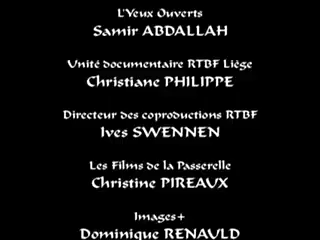 L'Yeux Ouverts
Samir ABDALLAH
Unité documentaire RTBF Liège
Christiane PHILIPPE
Directeur des coproductions RTBF
Ives SWENNEN
Les Films de la Passerelle
Christine PIREAUX
Images+
Dominique RENAULD